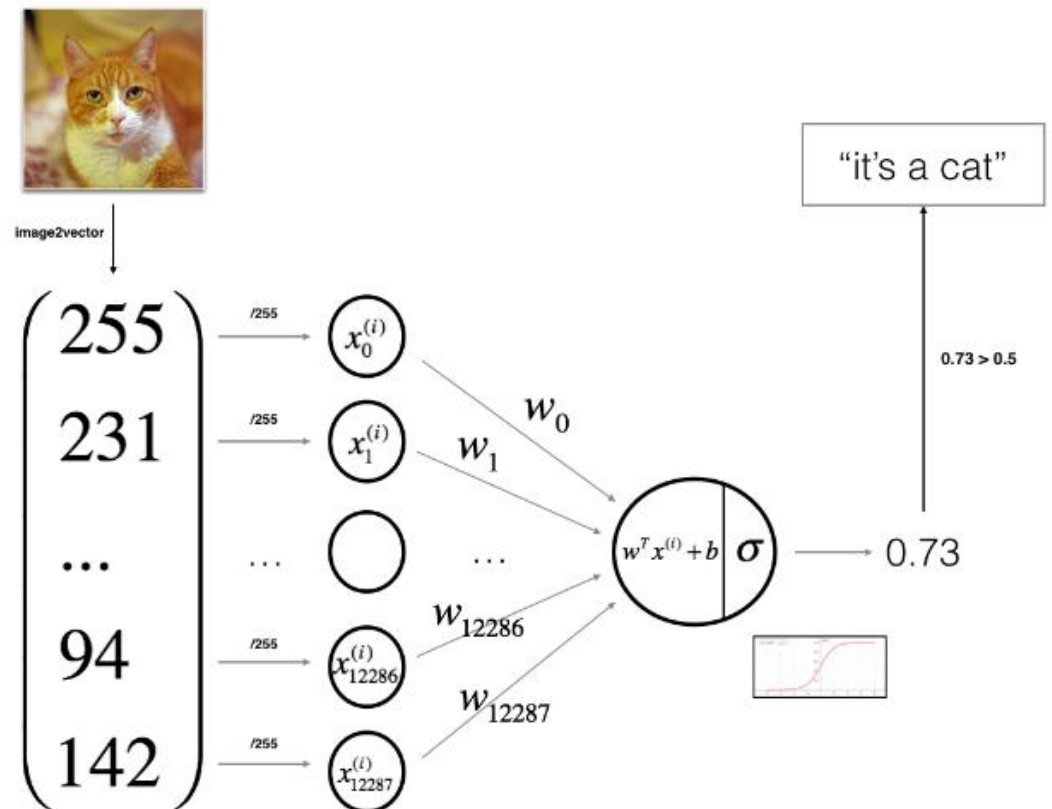 “it’s a cat”
image2vector
255 /255 x₀⁽ⁱ⁾
0.73 > 0.5
w₀
231 /255 x₁⁽ⁱ⁾
w₁
... ... ... wᵀx⁽ⁱ⁾ + b σ 0.73
w₁₂₂₈₆
94 /255 x₁₂₂₈₆⁽ⁱ⁾
w₁₂₂₈₇
142 /255 x₁₂₂₈₇⁽ⁱ⁾